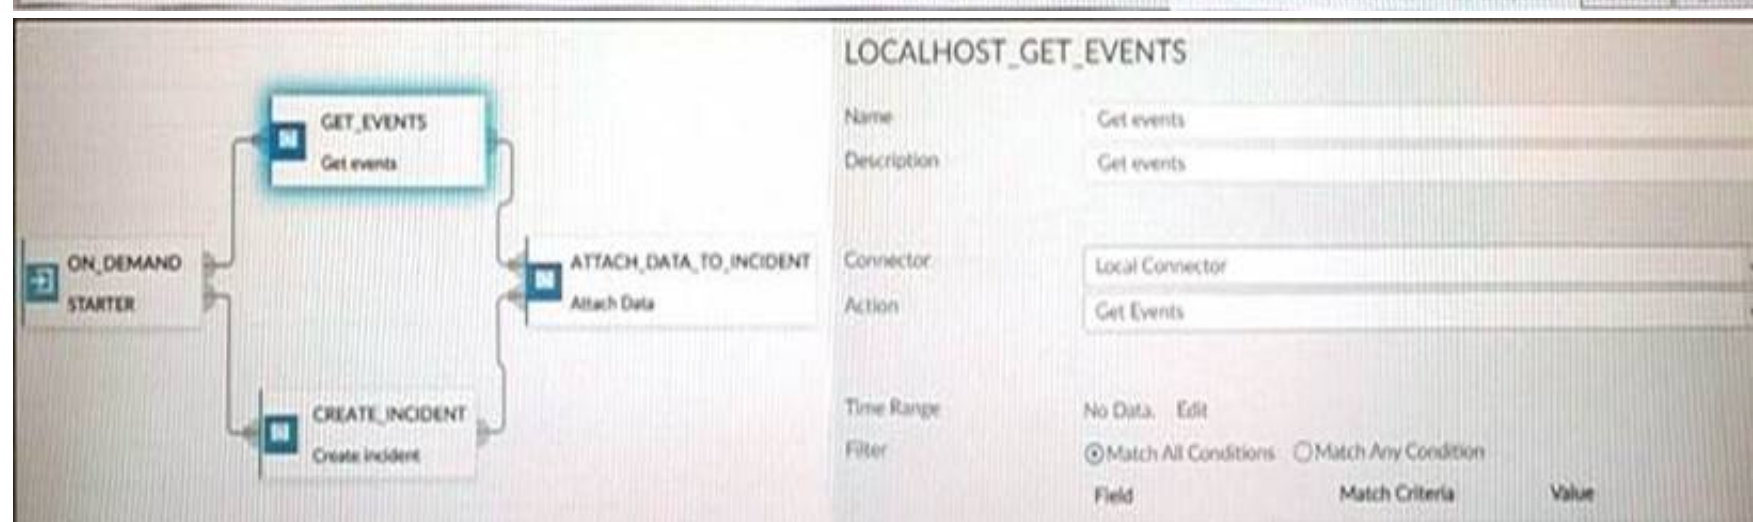 GET_EVENTS
Get events
ON_DEMAND
STARTER
ATTACH_DATA_TO_INCIDENT
Attach Data
CREATE_INCIDENT
Create incident
LOCALHOST_GET_EVENTS
Name Get events
Description Get events
Connector Local Connector
Action Get Events
Time Range No Data. Edit
Filter Match All Conditions Match Any Condition
Field Match Criteria Value